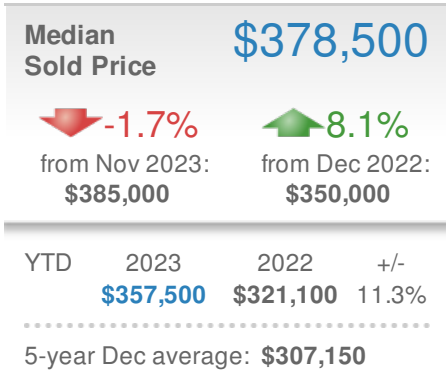 Median Sold Price $378,500
-1.7% 8.1%
from Nov 2023: from Dec 2022:
$385,000 $350,000
YTD 2023 2022 +/-
$357,500 $321,100 11.3%
5-year Dec average: $307,150